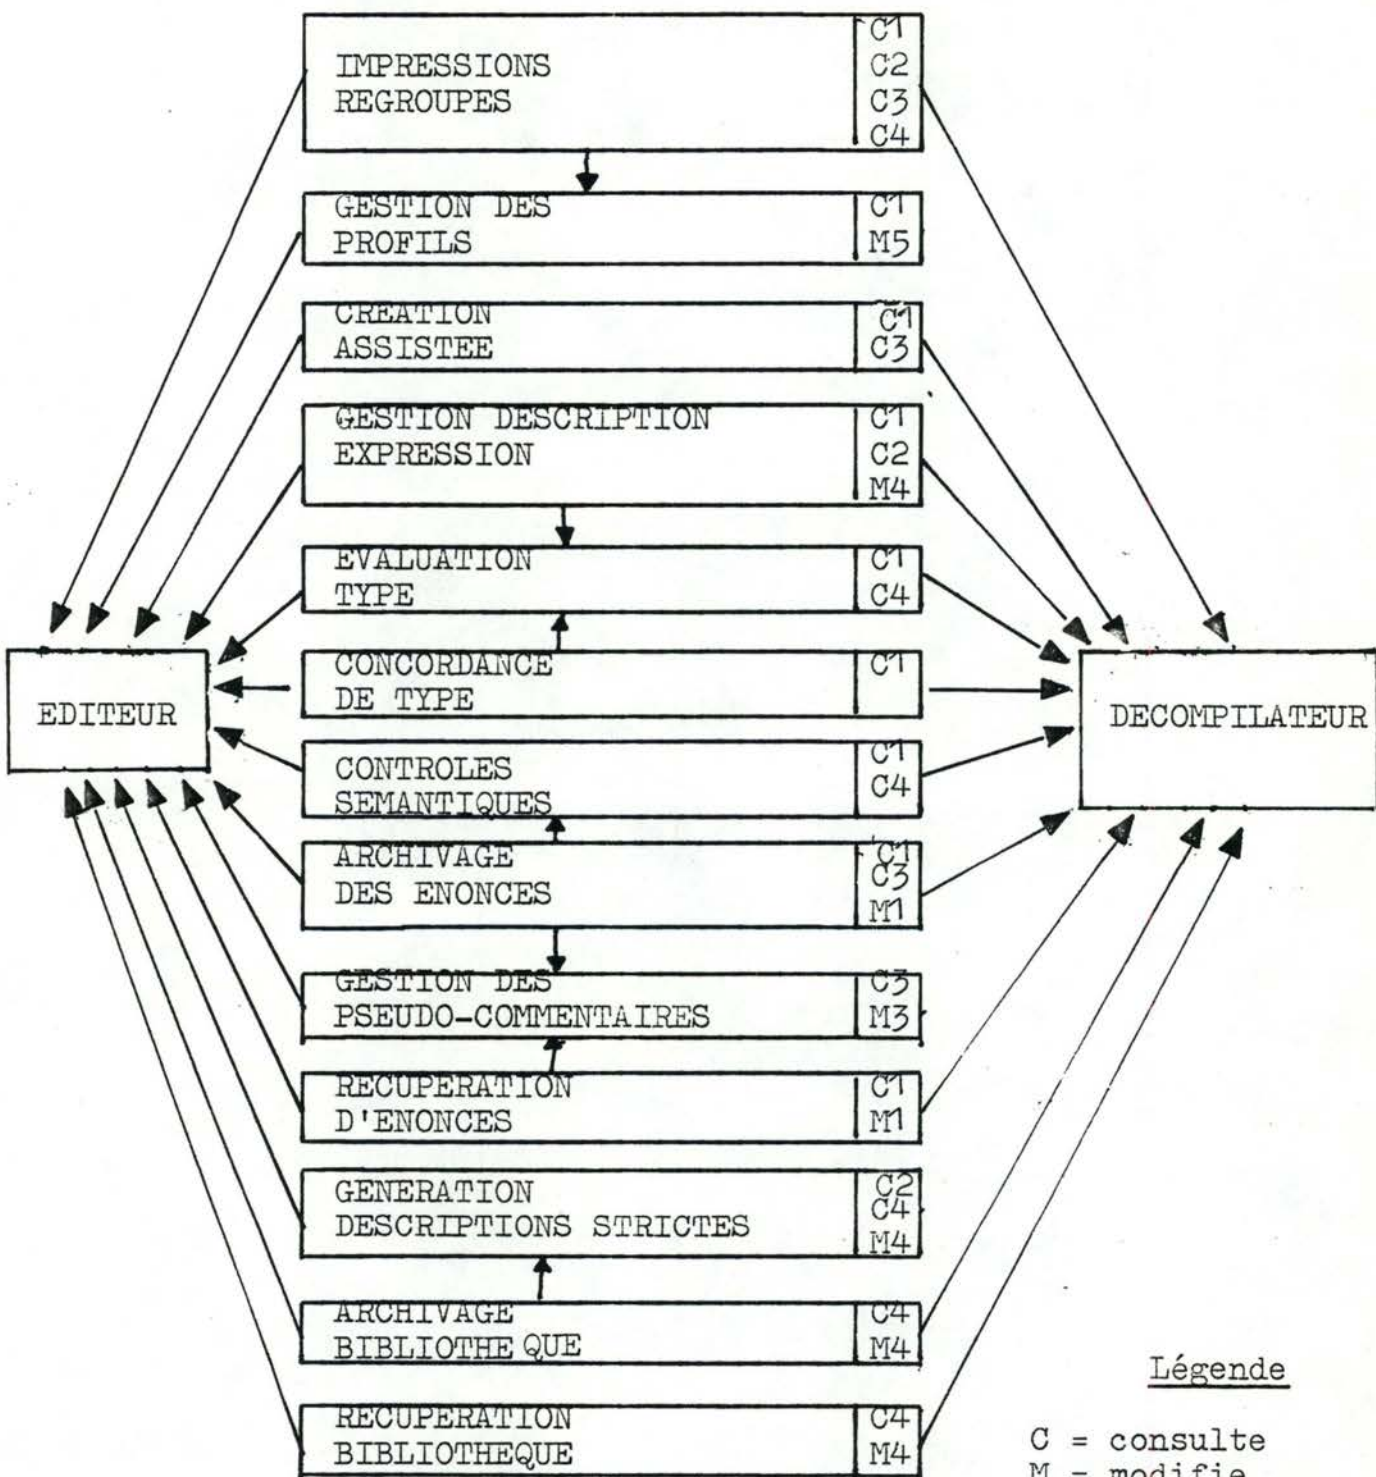 IMPRESSIONS
REGROUPES
C1
C2
C3
C4
GESTION DES
PROFILS
C1
M5
CREATION
ASSISTEE
C1
C3
GESTION DESCRIPTION
EXPRESSION
C1
C2
M4
EVALUATION
TYPE
C1
C4
CONCORDANCE
DE TYPE
C1
EDITEUR
DECOMPILATEUR
CONTROLES
SEMANTIQUES
C1
C4
ARCHIVAGE
DES ENONCES
C1
C3
M1
GESTION DES
PSEUDO-COMMENTAIRES
C3
M3
RECUPERATION
D'ENONCES
C1
M1
GENERATION
DESCRIPTIONS STRICTES
C2
C4
M4
ARCHIVAGE
BIBLIOTHEQUE
C4
M4
RECUPERATION
BIBLIOTHEQUE
C4
M4
Légende
C = consulte
M = modifie